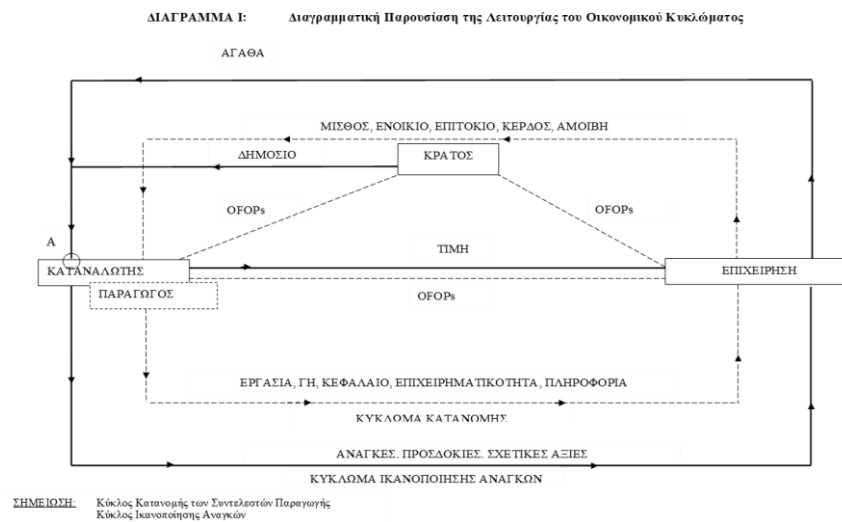 ΔΙΑΓΡΑΜΜΑ Ι: Διαγραμματική Παρουσίαση της Λειτουργίας του Οικονομικού Κυκλώματος
ΑΓΑΘΑ
ΜΙΣΘΟΣ, ΕΝΟΙΚΙΟ, ΕΠΙΤΟΚΙΟ, ΚΕΡΔΟΣ, ΑΜΟΙΒΗ
ΔΗΜΟΣΙΟ
ΚΡΑΤΟΣ
OFOPs
OFOPs
Α
ΤΙΜΗ
ΚΑΤΑΝΑΛΩΤΗΣ
ΕΠΙΧΕΙΡΗΣΗ
ΠΑΡΑΓΩΓΟΣ
OFOPs
ΕΡΓΑΣΙΑ, ΓΗ, ΚΕΦΑΛΑΙΟ, ΕΠΙΧΕΙΡΗΜΑΤΙΚΟΤΗΤΑ, ΠΛΗΡΟΦΟΡΙΑ
ΚΥΚΛΩΜΑ ΚΑΤΑΝΟΜΗΣ
ΑΝΑΓΚΕΣ, ΠΡΟΣΔΟΚΙΕΣ, ΣΧΕΤΙΚΕΣ ΑΞΙΕΣ
ΚΥΚΛΩΜΑ ΙΚΑΝΟΠΟΙΗΣΗΣ ΑΝΑΓΚΩΝ
ΣΗΜΕΙΩΣΗ: Κύκλος Κατανομής των Συντελεστών Παραγωγής
Κύκλος Ικανοποίησης Αναγκών